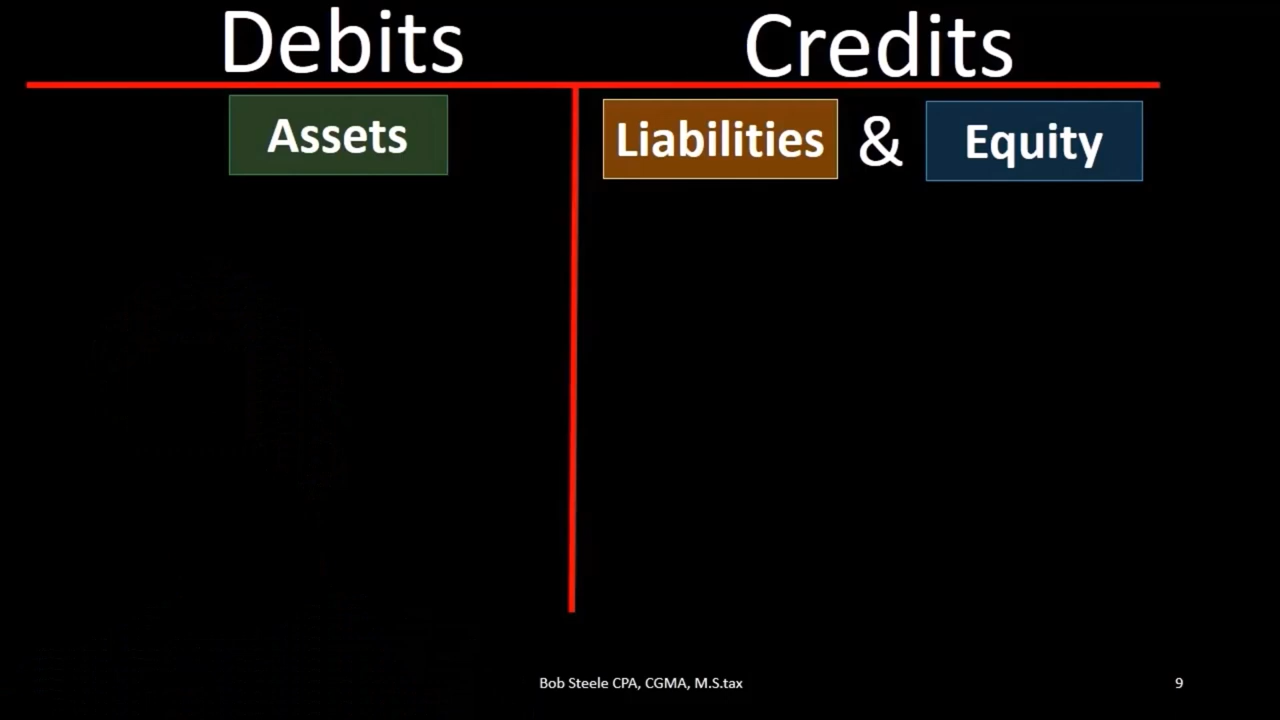 Debits Credits
Assets Liabilities & Equity
Bob Steele CPA, CGMA, M.S.tax 9